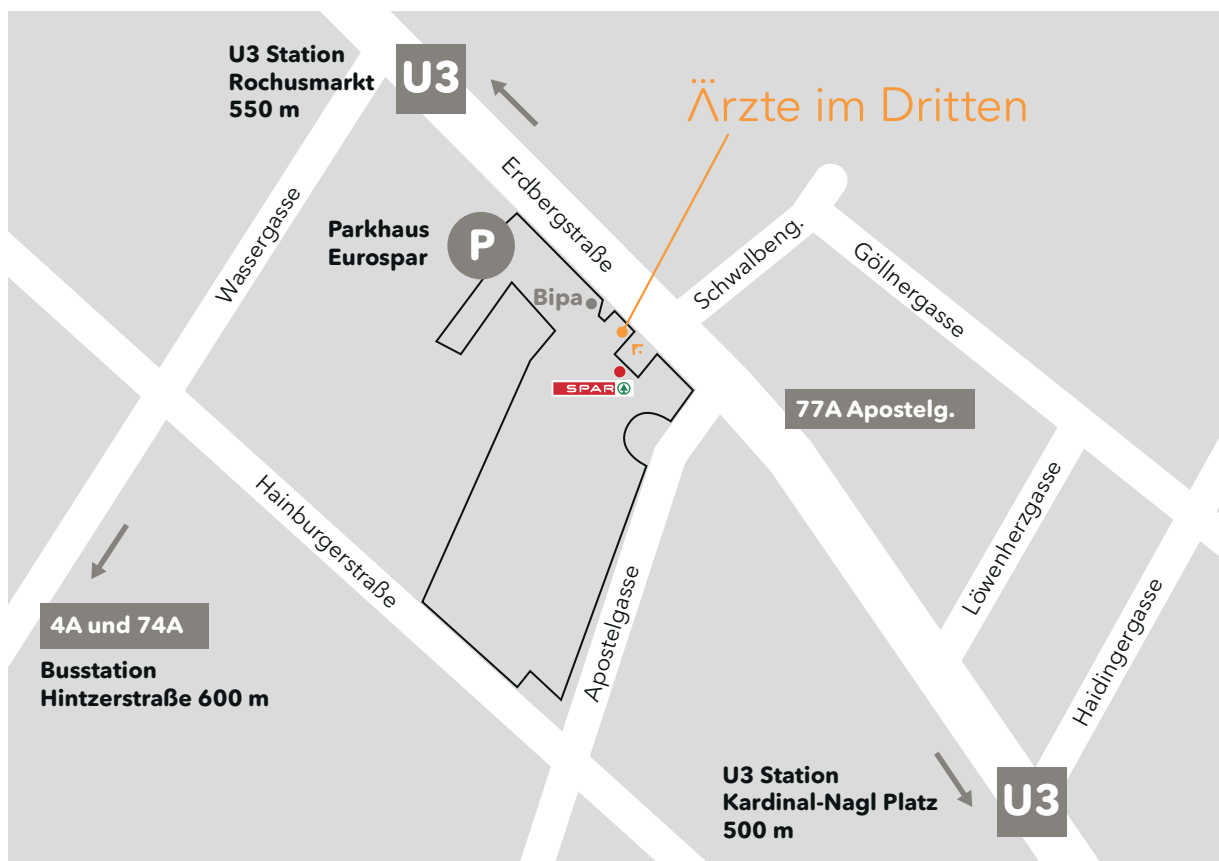 U3 Station
Rochusmarkt
550 m
U3
Ärzte im Dritten
Erdbergstraße
Wassergasse
Parkhaus
Eurospar
P
Bipa
SPAR
Schwalbeng.
Göllnergasse
77A Apostelg.
Hainburgerstraße
Löwenherzgasse
Apostelgasse
Haidingergasse
4A und 74A
Busstation
Hintzerstraße 600 m
U3 Station
Kardinal-Nagl Platz
500 m
U3